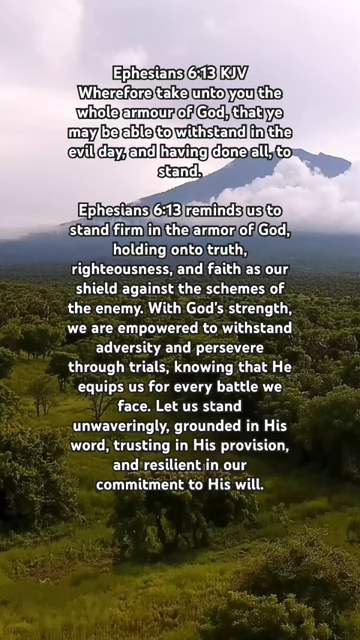 Ephesians 6:13 KJV
Wherefore take unto you the
whole armour of God, that ye
may be able to withstand in the
evil day, and having done all, to
stand.
Ephesians 6:13 reminds us to
stand firm in the armor of God,
holding onto truth,
righteousness, and faith as our
shield against the schemes of
the enemy. With God's strength,
we are empowered to withstand
adversity and persevere
through trials, knowing that He
equips us for every battle we
face. Let us stand
unwaveringly, grounded in His
word, trusting in His provision,
and resilient in our
commitment to His will.